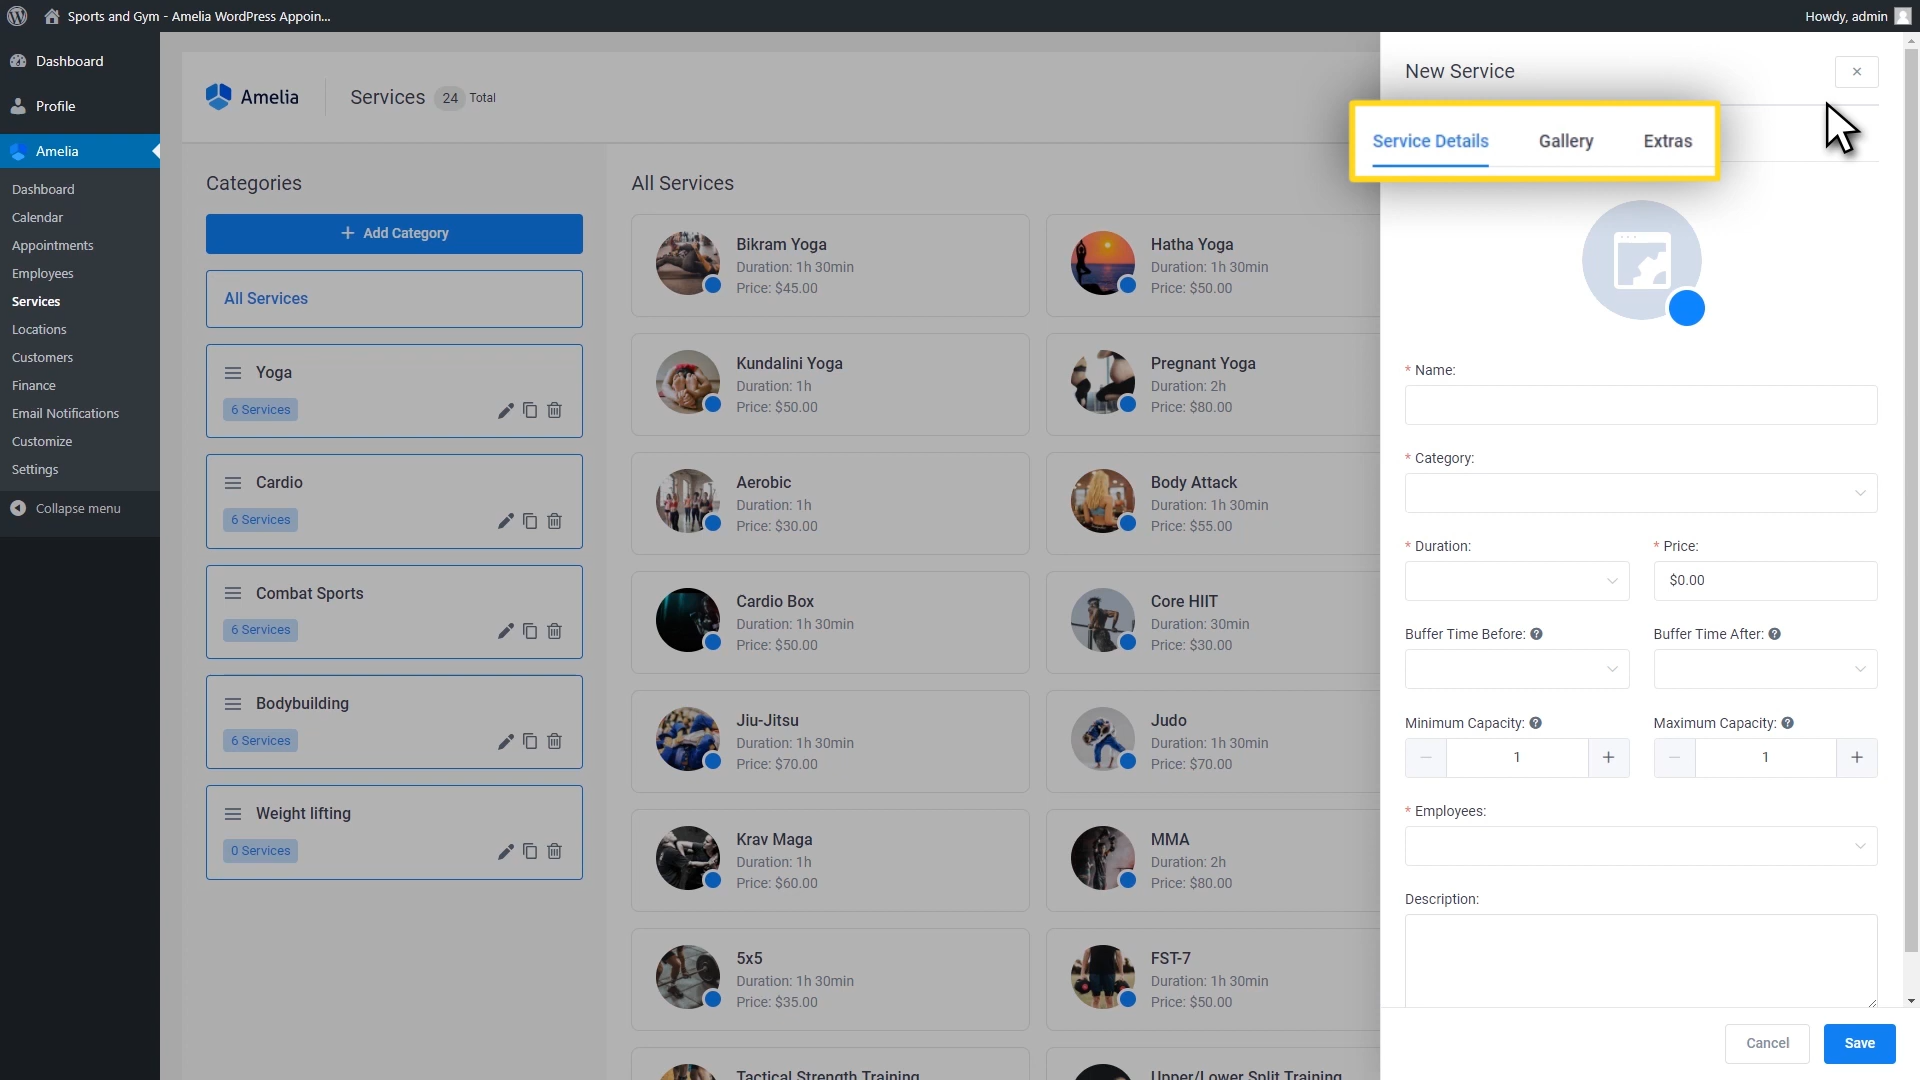 Sports and Gym - Amelia WordPress Appoin...
Howdy, admin
Dashboard
Profile
Amelia
Dashboard
Calendar
Appointments
Employees
Services
Locations
Customers
Finance
Email Notifications
Customize
Settings
Collapse menu
Amelia
Services 24 Total
Categories
+ Add Category
All Services
Yoga
6 Services
Cardio
6 Services
Combat Sports
6 Services
Bodybuilding
6 Services
Weight lifting
0 Services
All Services
Bikram Yoga
Duration: 1h 30min
Price: $45.00
Hatha Yoga
Duration: 1h 30min
Price: $50.00
Kundalini Yoga
Duration: 1h
Price: $50.00
Pregnant Yoga
Duration: 2h
Price: $80.00
Aerobic
Duration: 1h
Price: $30.00
Body Attack
Duration: 1h 30min
Price: $55.00
Cardio Box
Duration: 1h 30min
Price: $50.00
Core HIIT
Duration: 30min
Price: $30.00
Jiu-Jitsu
Duration: 1h 30min
Price: $70.00
Judo
Duration: 1h 30min
Price: $70.00
Krav Maga
Duration: 1h
Price: $60.00
MMA
Duration: 2h
Price: $80.00
5x5
Duration: 1h 30min
Price: $35.00
FST-7
Duration: 1h 30min
Price: $50.00
Tactical Strength Training
Upper/Lower Split Training
New Service
Service Details Gallery Extras
* Name:
* Category:
* Duration: * Price:
$0.00
Buffer Time Before: ? Buffer Time After: ?
Minimum Capacity: ? Maximum Capacity: ?
− 1 + − 1 +
* Employees:
Description:
Cancel Save